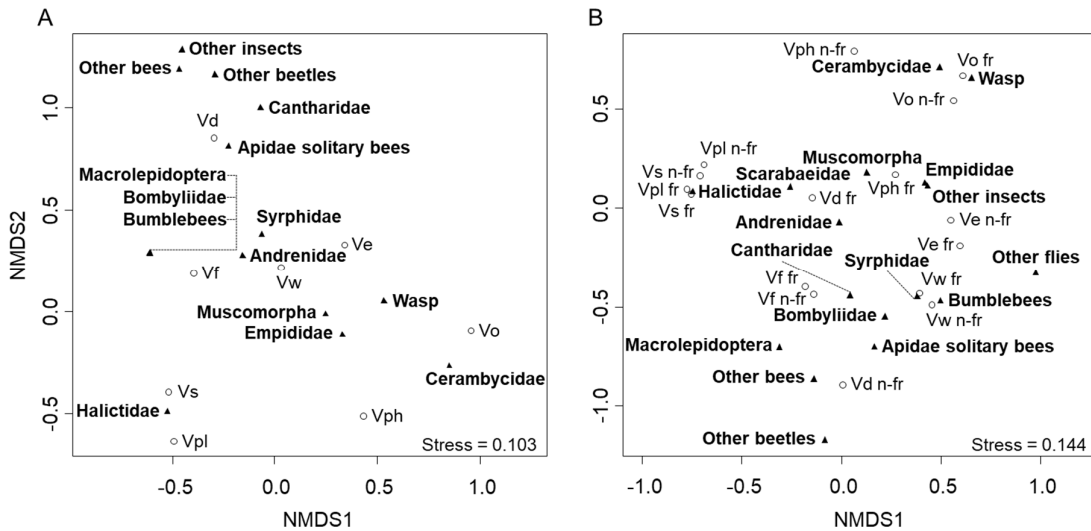 A
Other insects
Other bees
Other beetles
Cantharidae
Vd
Apidae solitary bees
Macrolepidoptera
Bombyliidae
Bumblebees
Syrphidae
Ve
Andrenidae
Vf
Vw
Wasp
Muscomorpha
Empididae
Vo
Cerambycidae
Vs
Halictidae
Vph
Vpl
Stress = 0.103
1.0
0.5
0.0
-0.5
NMDS2
-0.5
0.0
0.5
1.0
NMDS1
B
Vph n-fr
Cerambycidae
Vo fr
Wasp
Vo n-fr
Vpl n-fr
Vs n-fr
Vpl fr
Vs fr
Halictidae
Scarabaeidae
Muscomorpha
Vd fr
Vph fr
Empididae
Other insects
Andrenidae
Ve n-fr
Cantharidae
Syrphidae
Ve fr
Other flies
Vf fr
Vf n-fr
Vw fr
Bumblebees
Vw n-fr
Bombyliidae
Macrolepidoptera
Apidae solitary bees
Other bees
Vd n-fr
Other beetles
Stress = 0.144
0.5
0.0
-0.5
-1.0
-1.0
-0.5
0.0
0.5
1.0
NMDS1